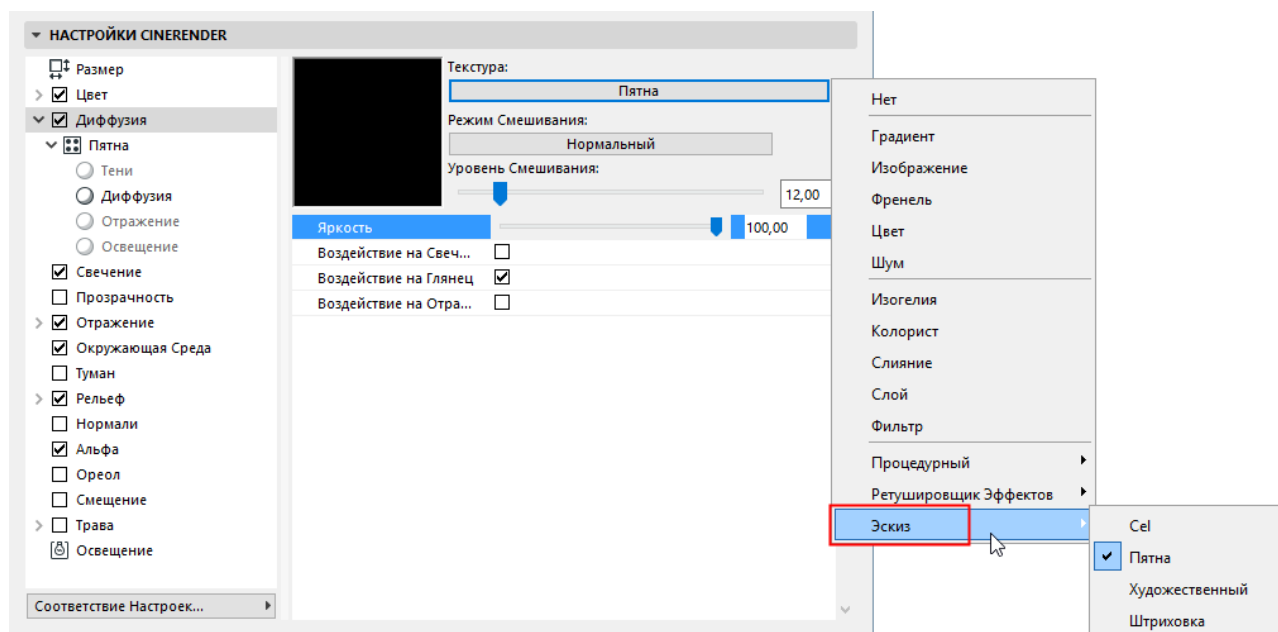 НАСТРОЙКИ CINERENDER
Размер
Цвет
Диффузия
Пятна
Тени
Диффузия
Отражение
Освещение
Свечение
Прозрачность
Отражение
Окружающая Среда
Туман
Рельеф
Нормали
Альфа
Ореол
Смещение
Трава
Освещение
Соответствие Настроек...
Текстура:
Пятна
Режим Смешивания:
Нормальный
Уровень Смешивания:
12,00
Яркость 100,00
Воздействие на Свеч...
Воздействие на Глянец
Воздействие на Отра...
Нет
Градиент
Изображение
Френель
Цвет
Шум
Изогелия
Колорист
Слияние
Слой
Фильтр
Процедурный
Ретушировщик Эффектов
Эскиз
Cel
Пятна
Художественный
Штриховка